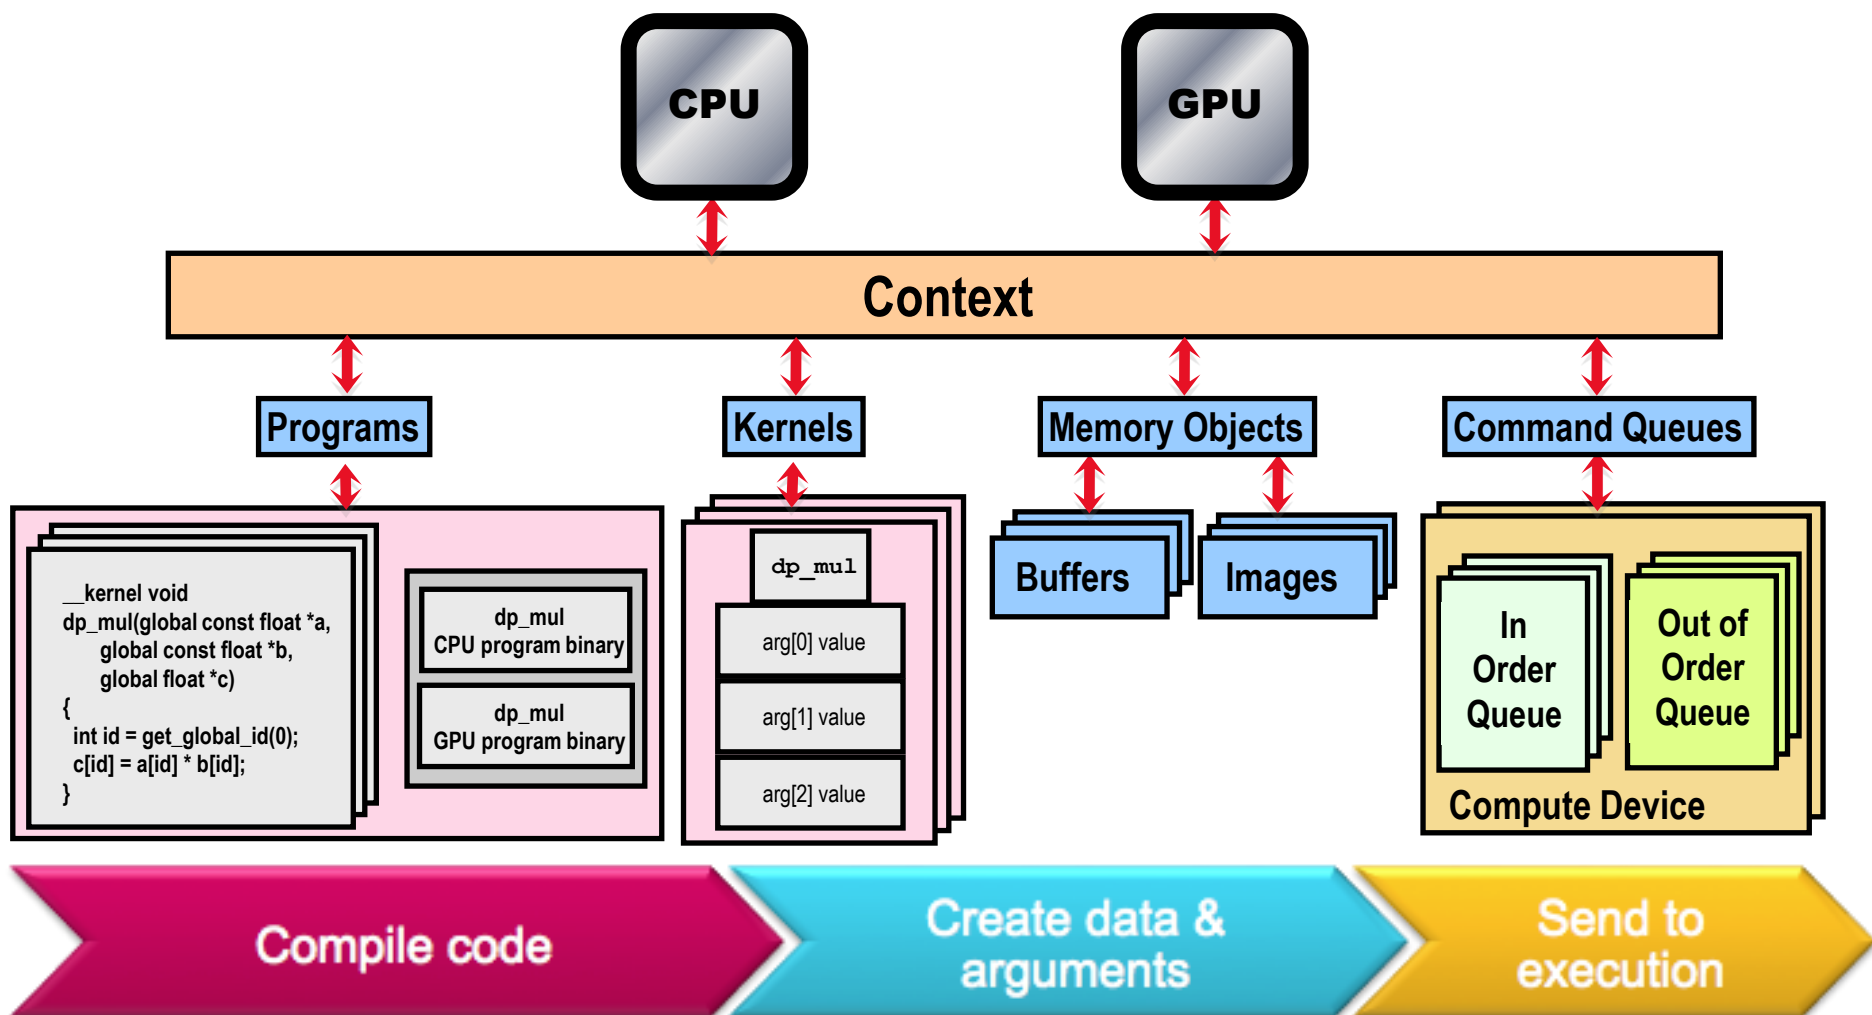 CPU
GPU
Context
Programs
Kernels
Memory Objects
Command Queues
__kernel void
dp_mul(global const float *a,
global const float *b,
global float *c)
{
int id = get_global_id(0);
c[id] = a[id] * b[id];
}
dp_mul
CPU program binary
dp_mul
GPU program binary
dp_mul
arg[0] value
arg[1] value
arg[2] value
Buffers
Images
In
Order
Queue
Out of
Order
Queue
Compute Device
Compile code
Create data &
arguments
Send to
execution